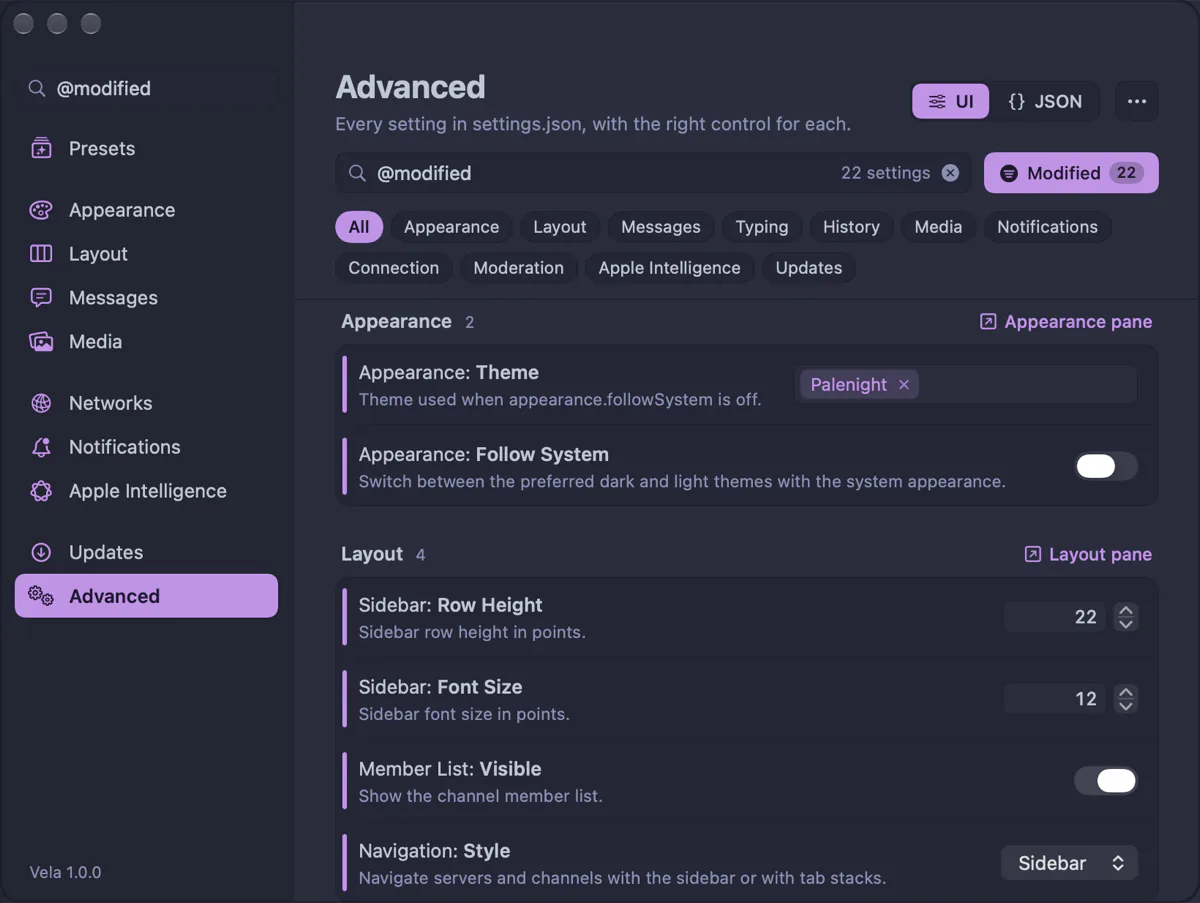 @modified
Presets
Appearance
Layout
Messages
Media
Networks
Notifications
Apple Intelligence
Updates
Advanced
Vela 1.0.0
Advanced
Every setting in settings.json, with the right control for each.
UI
{} JSON
@modified
22 settings
Modified 22
All Appearance Layout Messages Typing History Media Notifications
Connection Moderation Apple Intelligence Updates
Appearance 2
Appearance pane
Appearance: Theme
Theme used when appearance.followSystem is off.
Palenight
Appearance: Follow System
Switch between the preferred dark and light themes with the system appearance.
Layout 4
Layout pane
Sidebar: Row Height
Sidebar row height in points.
22
Sidebar: Font Size
Sidebar font size in points.
12
Member List: Visible
Show the channel member list.
Navigation: Style
Navigate servers and channels with the sidebar or with tab stacks.
Sidebar